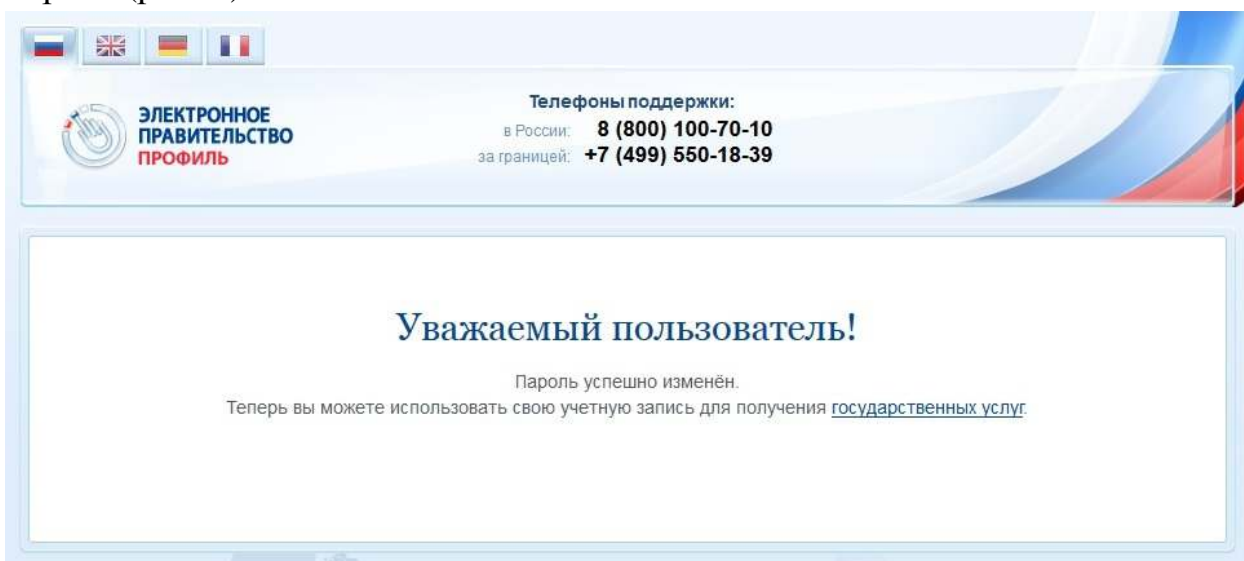 ЭЛЕКТРОННОЕ
ПРАВИТЕЛЬСТВО
ПРОФИЛЬ
Телефоны поддержки:
в России: 8 (800) 100-70-10
за границей: +7 (499) 550-18-39
Уважаемый пользователь!
Пароль успешно изменён.
Теперь вы можете использовать свою учетную запись для получения государственных услуг.